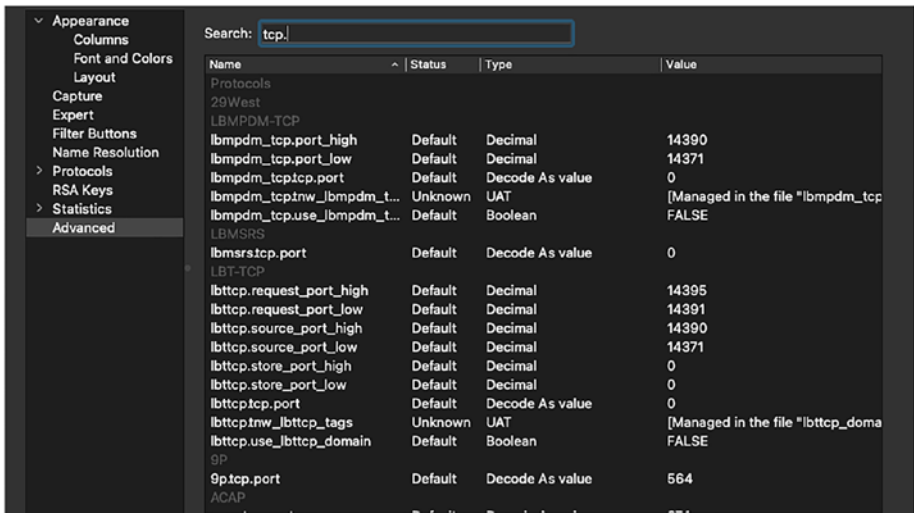 Appearance
Columns
Font and Colors
Layout
Capture
Expert
Filter Buttons
Name Resolution
Protocols
RSA Keys
Statistics
Advanced
Search: tcp.
Name Status Type Value
Protocols
29West
LBMPDM-TCP
lbmpdm_tcp.port_high Default Decimal 14390
lbmpdm_tcp.port_low Default Decimal 14371
lbmpdm_tcp.tcp.port Default Decode As value 0
lbmpdm_tcp.tnw_lbmpdm_t... Unknown UAT [Managed in the file "lbmpdm_tcp
lbmpdm_tcp.use_lbmpdm_t... Default Boolean FALSE
LBMSRS
lbmsrs.tcp.port Default Decode As value 0
LBT-TCP
lbttcp.request_port_high Default Decimal 14395
lbttcp.request_port_low Default Decimal 14391
lbttcp.source_port_high Default Decimal 14390
lbttcp.source_port_low Default Decimal 14371
lbttcp.store_port_high Default Decimal 0
lbttcp.store_port_low Default Decimal 0
lbttcp.tcp.port Default Decode As value 0
lbttcp.tnw_lbttcp_tags Unknown UAT [Managed in the file "lbttcp_doma
lbttcp.use_lbttcp_domain Default Boolean FALSE
9P
9p.tcp.port Default Decode As value 564
ACAP